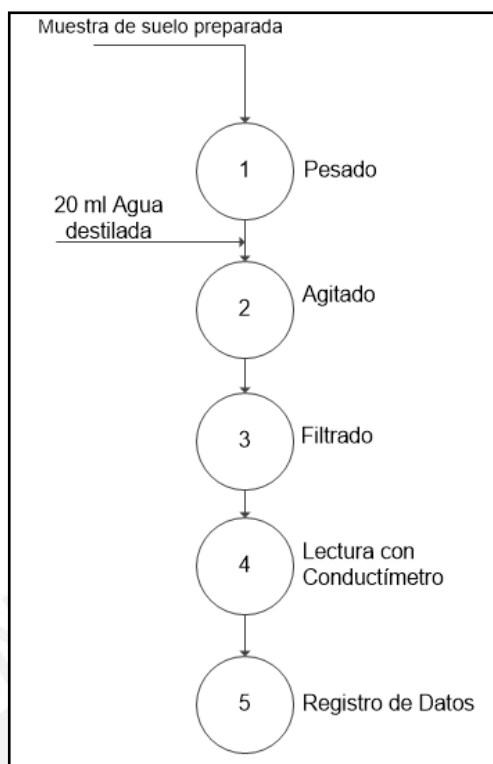 Muestra de suelo preparada
1
Pesado
20 ml Agua
destilada
2
Agitado
3
Filtrado
4
Lectura con
Conductímetro
5
Registro de Datos